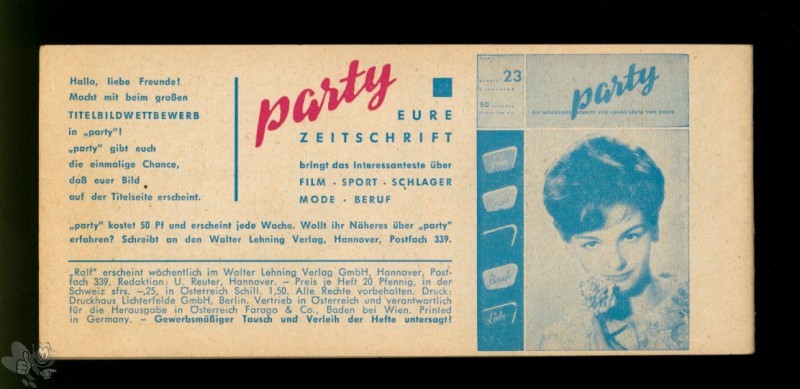 Hallo, liebe Freunde!
Macht mit beim großen
TITELBILDWETTBEWERB
in „party"!
„party" gibt euch
die einmalige Chance,
daß euer Bild
auf der Titelseite erscheint.
party
EURE
ZEITSCHRIFT
bringt das Interessanteste über
FILM · SPORT · SCHLAGER
MODE · BERUF
„party" kostet 50 Pf und erscheint jede Woche. Wollt ihr Näheres über „party"
erfahren? Schreibt an den Walter Lehning Verlag, Hannover, Postfach 339.
„Ralf" erscheint wöchentlich im Walter Lehning Verlag GmbH, Hannover, Post-
fach 339. Redaktion: U. Reuter, Hannover. – Preis je Heft 20 Pfennig, in der
Schweiz sfrs. –,25, in Österreich Schill. 1,50. Alle Rechte vorbehalten. Druck:
Druckhaus Lichterfelde GmbH, Berlin. Vertrieb in Österreich und verantwortlich
für die Herausgabe in Österreich Farago & Co., Baden bei Wien. Printed
in Germany. – Gewerbsmäßiger Tausch und Verleih der Hefte untersagt!
NUMMER 23
50 PFENNIG
party
Beruf
Liebe